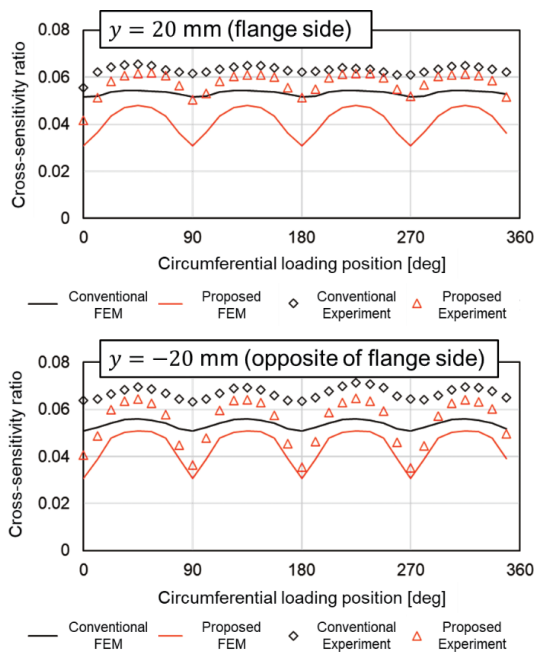 y = 20 mm (flange side)
Cross-sensitivity ratio
0.08
0.06
0.04
0.02
0
0 90 180 270 360
Circumferential loading position [deg]
Conventional FEM
Proposed FEM
Conventional Experiment
Proposed Experiment
y = −20 mm (opposite of flange side)
Cross-sensitivity ratio
0.08
0.06
0.04
0.02
0
0 90 180 270 360
Circumferential loading position [deg]
Conventional FEM
Proposed FEM
Conventional Experiment
Proposed Experiment